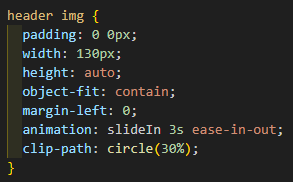 header img {
padding: 0 0px;
width: 130px;
height: auto;
object-fit: contain;
margin-left: 0;
animation: slideIn 3s ease-in-out;
clip-path: circle(30%);
}